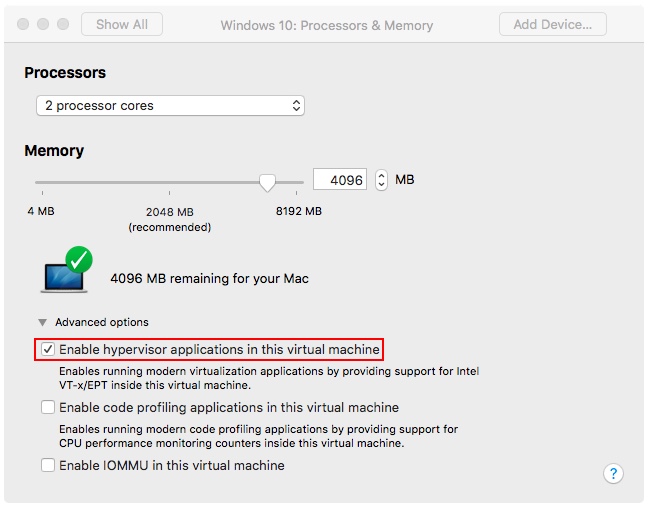 Show All
Windows 10: Processors & Memory
Add Device...
Processors
2 processor cores
Memory
4096 MB
4 MB
2048 MB
(recommended)
8192 MB
4096 MB remaining for your Mac
Advanced options
Enable hypervisor applications in this virtual machine
Enables running modern virtualization applications by providing support for Intel
VT-x/EPT inside this virtual machine.
Enable code profiling applications in this virtual machine
Enables running modern code profiling applications by providing support for
CPU performance monitoring counters inside this virtual machine.
Enable IOMMU in this virtual machine
?